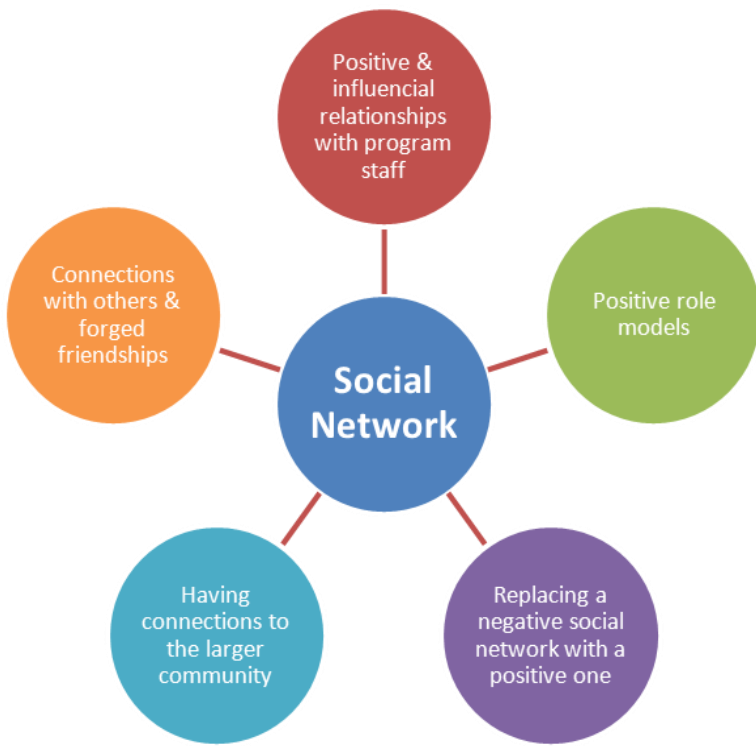 Positive &
influencial
relationships
with program
staff
Connections
with others &
forged
friendships
Positive role
models
Social
Network
Having
connections to
the larger
community
Replacing a
negative social
network with a
positive one